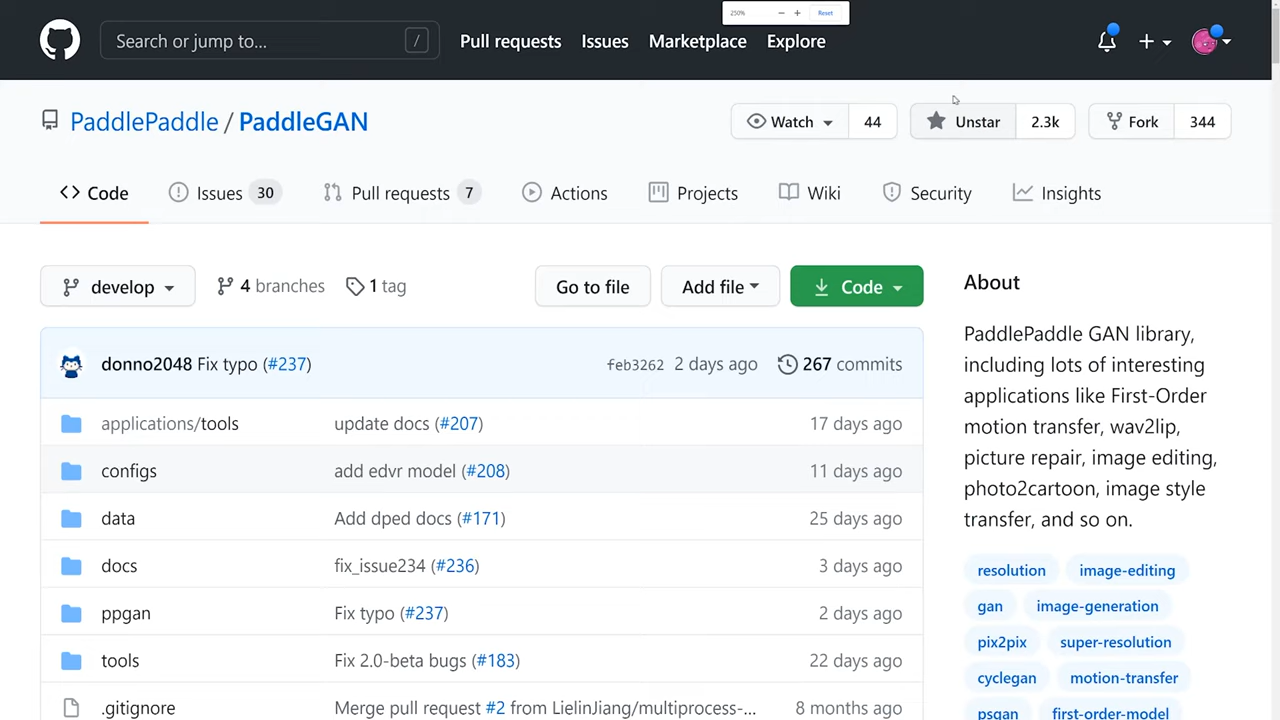 250% − + Reset
Search or jump to... / Pull requests Issues Marketplace Explore
PaddlePaddle / PaddleGAN Watch 44 Unstar 2.3k Fork 344
<> Code Issues 30 Pull requests 7 Actions Projects Wiki Security Insights
develop 4 branches 1 tag Go to file Add file Code
donno2048 Fix typo (#237) feb3262 2 days ago 267 commits
applications/tools update docs (#207) 17 days ago
configs add edvr model (#208) 11 days ago
data Add dped docs (#171) 25 days ago
docs fix_issue234 (#236) 3 days ago
ppgan Fix typo (#237) 2 days ago
tools Fix 2.0-beta bugs (#183) 22 days ago
.gitignore Merge pull request #2 from LielinJiang/multiprocess-... 8 months ago
About
PaddlePaddle GAN library,
including lots of interesting
applications like First-Order
motion transfer, wav2lip,
picture repair, image editing,
photo2cartoon, image style
transfer, and so on.
resolution image-editing
gan image-generation
pix2pix super-resolution
cyclegan motion-transfer
psgan first-order-model